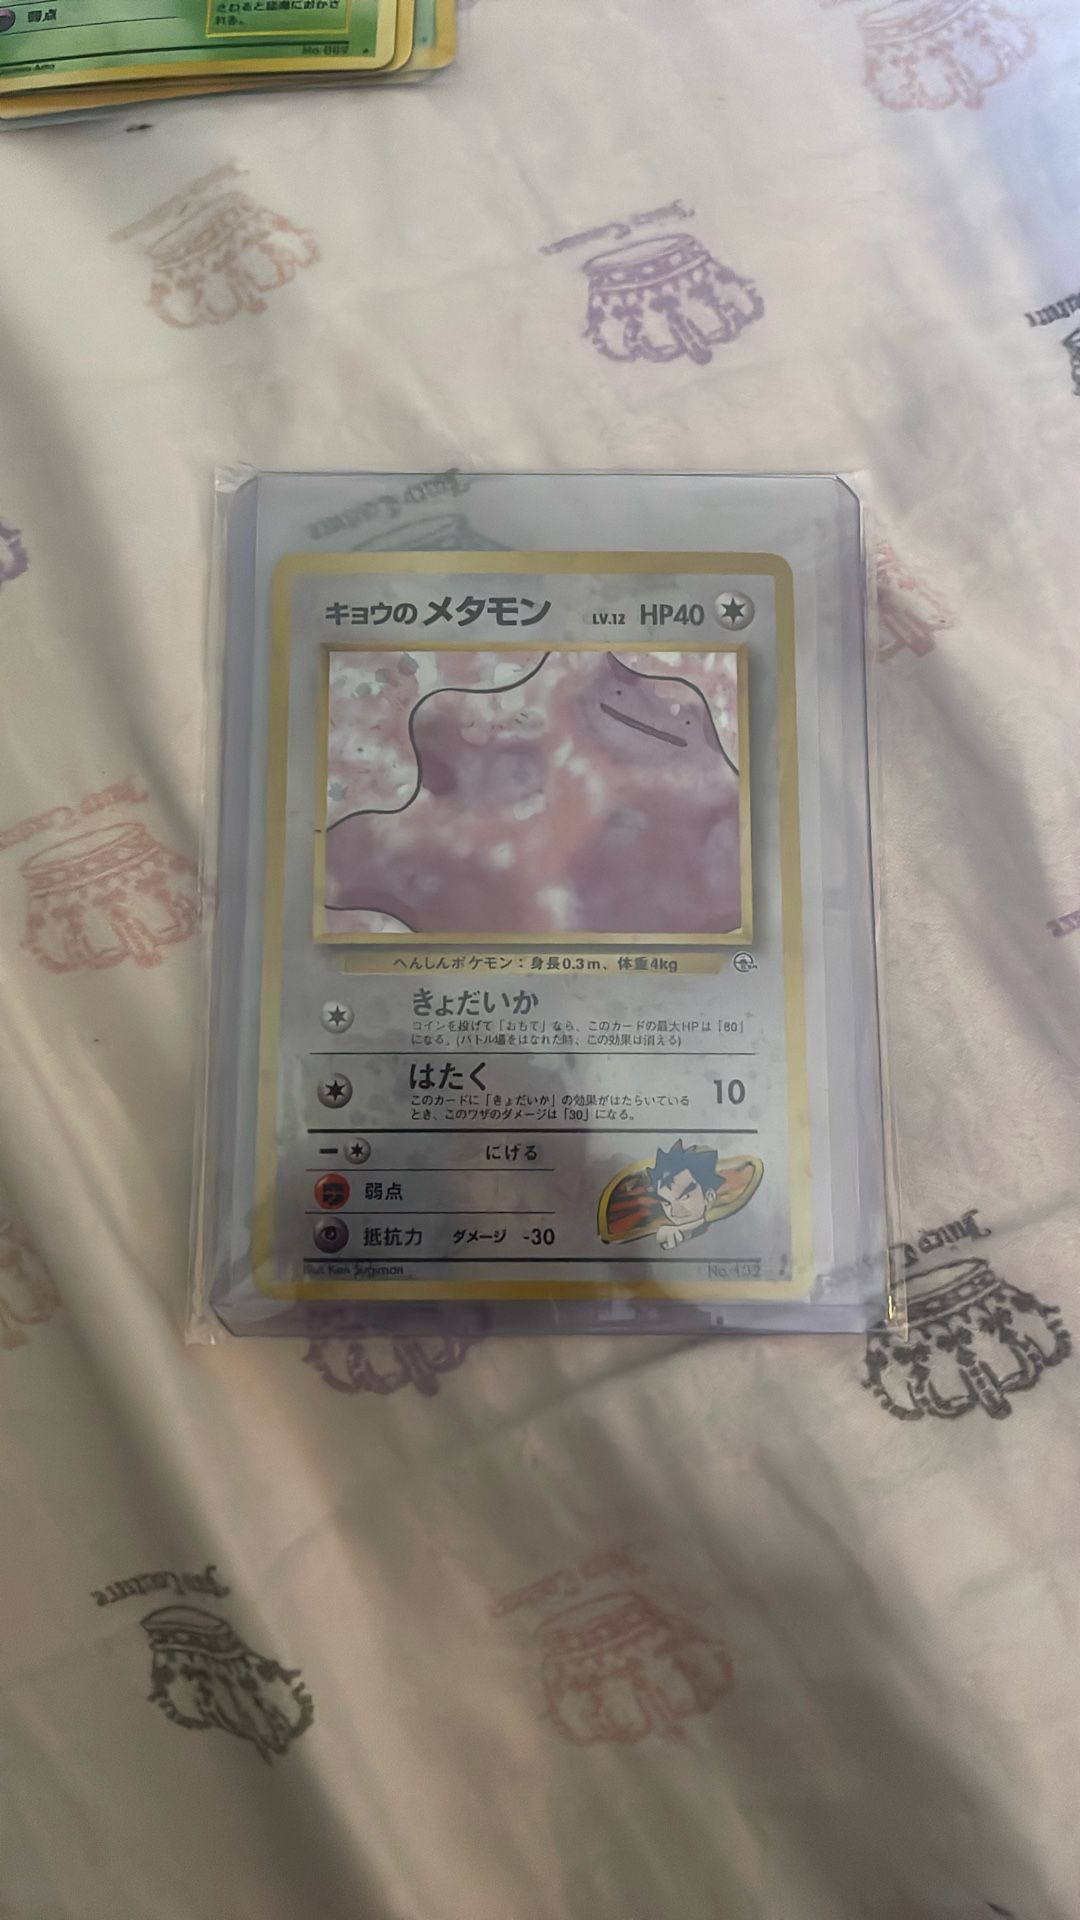 弱点
れる。
キョウのメタモン LV.12 HP40
へんしんポケモン：身長0.3m、体重4kg
きょだいか
コインを投げて「おもて」なら、このカードの最大HPは「80」
になる。(バトル場をはなれた時、この効果は消える)
はたく 10
このカードに「きょだいか」の効果がはたらいている
とき、このワザのダメージは「30」になる。
にげる
弱点
抵抗力 ダメージ -30
Illus. Ken Sugimori No. 132
Juicy Couture